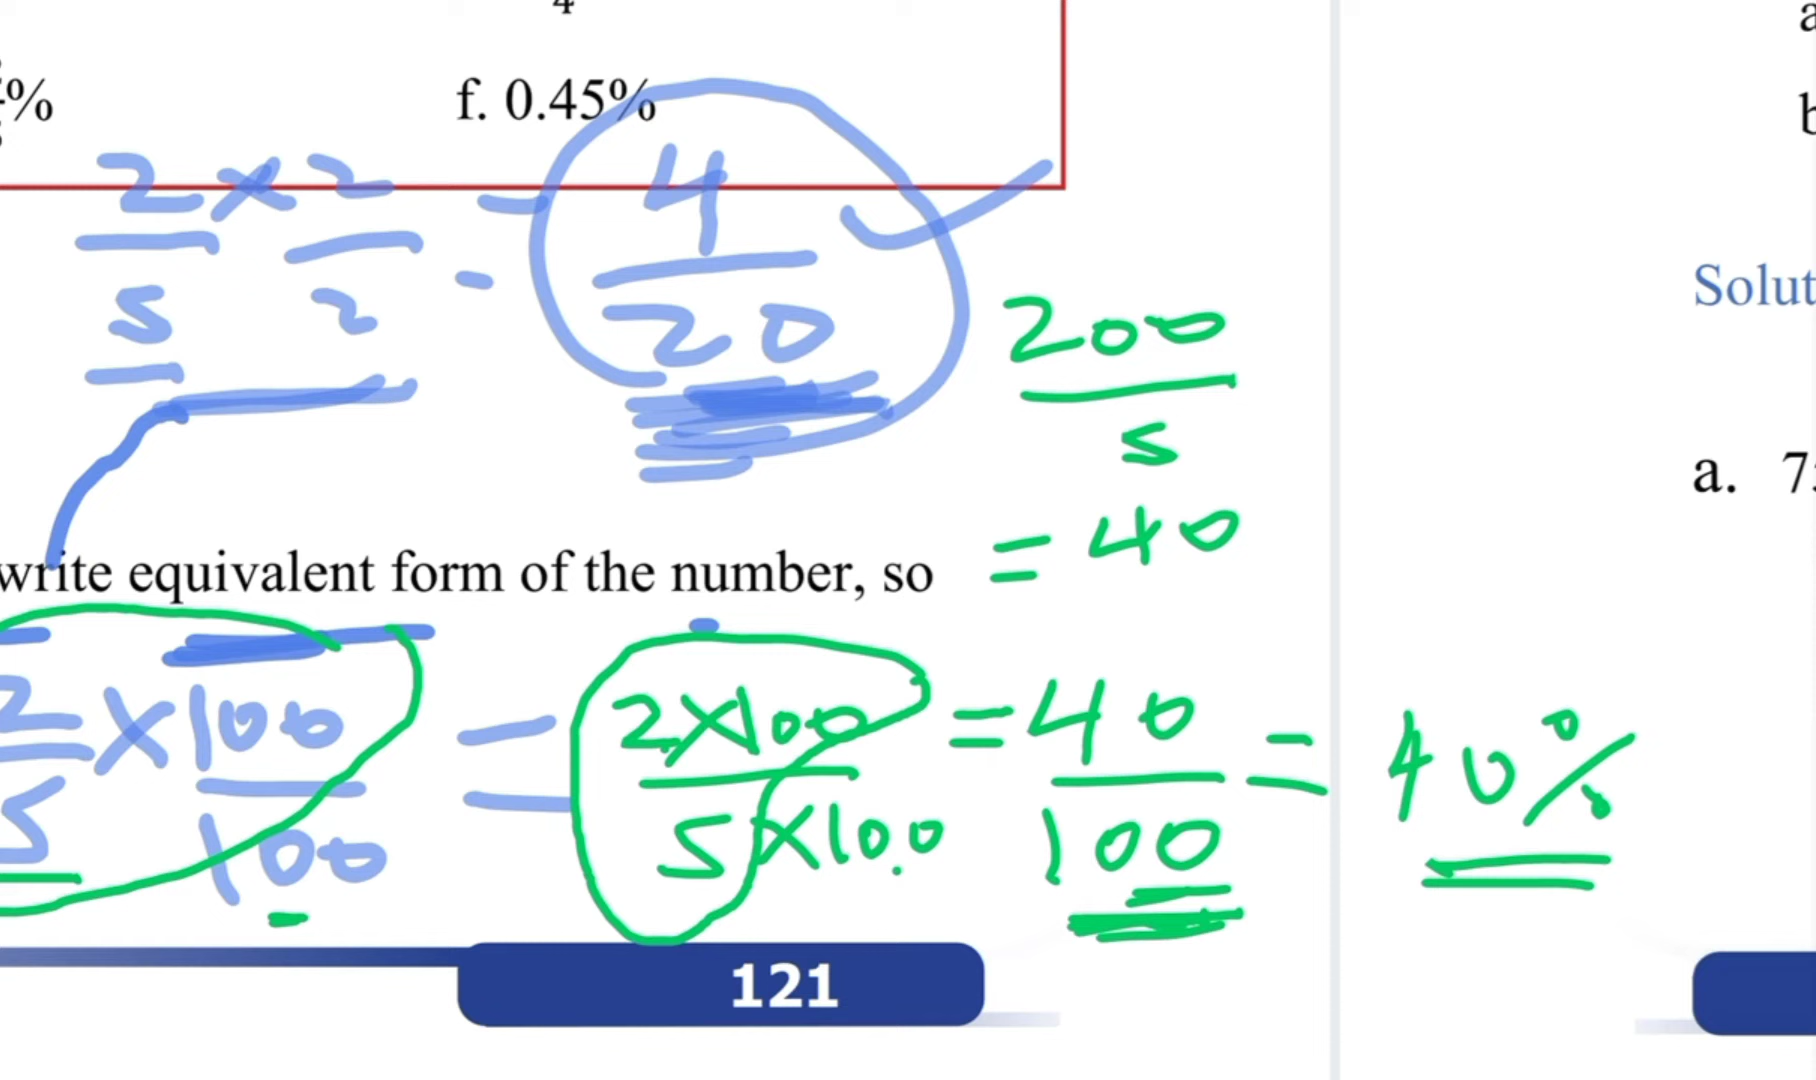 4
%
f. 0.45%
2 × 2 = 4
5 2 20
200
5
= 40
write equivalent form of the number, so
2 × 100 = 2×100 = 40 = 40%
5 100 5×100 100
121
a
b
Solut
a. 7